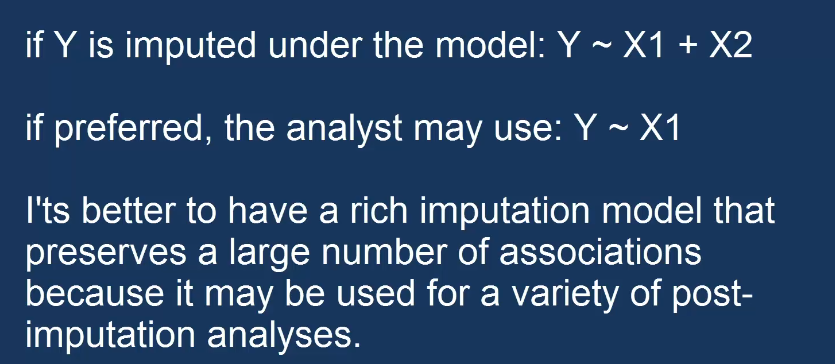 if Y is imputed under the model: Y ~ X1 + X2
if preferred, the analyst may use: Y ~ X1
I'ts better to have a rich imputation model that
preserves a large number of associations
because it may be used for a variety of post-
imputation analyses.